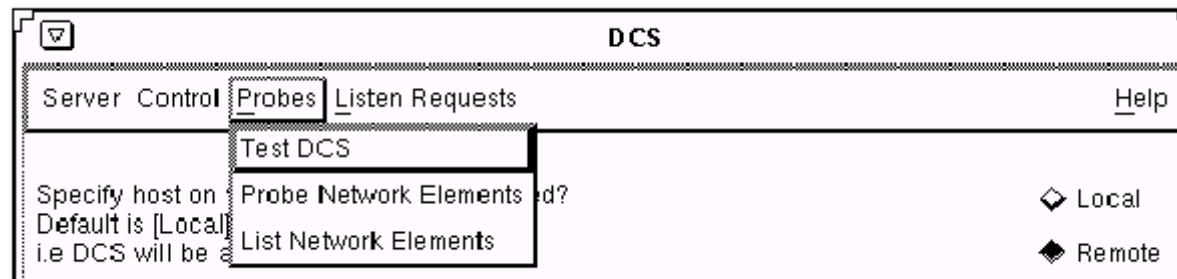 DCS
Server Control Probes Listen Requests Help
Test DCS
Probe Network Elements
List Network Elements
Specify host on ed?
Default is [Local]
i.e DCS will be a
Local
Remote